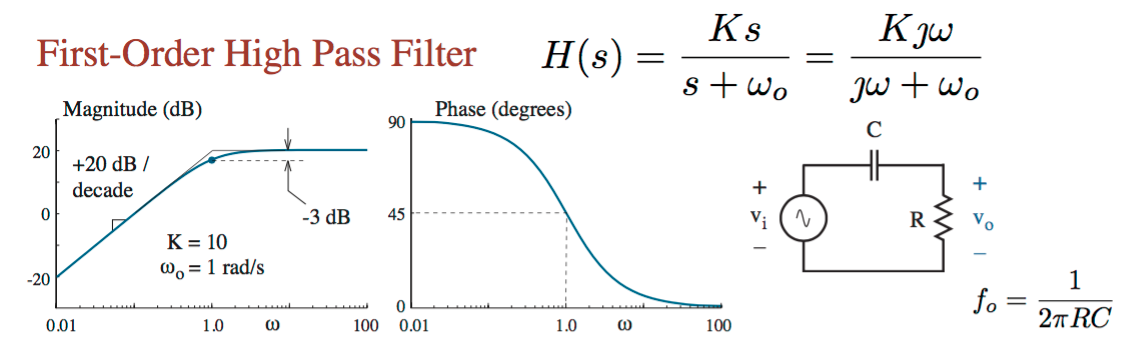 First-Order High Pass Filter
H(s) = Ks / (s + ωo) = Kȷω / (ȷω + ωo)
Magnitude (dB)
20
0
-20
+20 dB /
decade
-3 dB
K = 10
ωo = 1 rad/s
0.01
1.0
ω
100
Phase (degrees)
90
45
0
0.01
1.0
ω
100
C
+
vi
−
R
+
vo
−
fo = 1 / (2πRC)